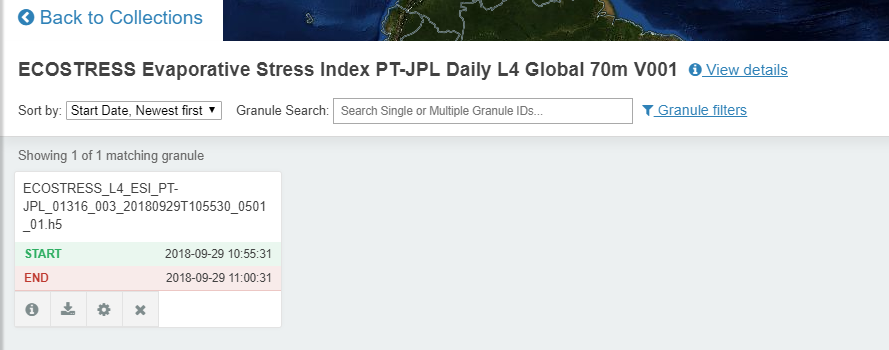 Back to Collections
ECOSTRESS Evaporative Stress Index PT-JPL Daily L4 Global 70m V001 View details
Sort by: Start Date, Newest first Granule Search: Search Single or Multiple Granule IDs... Granule filters
Showing 1 of 1 matching granule
ECOSTRESS_L4_ESI_PT-
JPL_01316_003_20180929T105530_0501
_01.h5
START 2018-09-29 10:55:31
END 2018-09-29 11:00:31